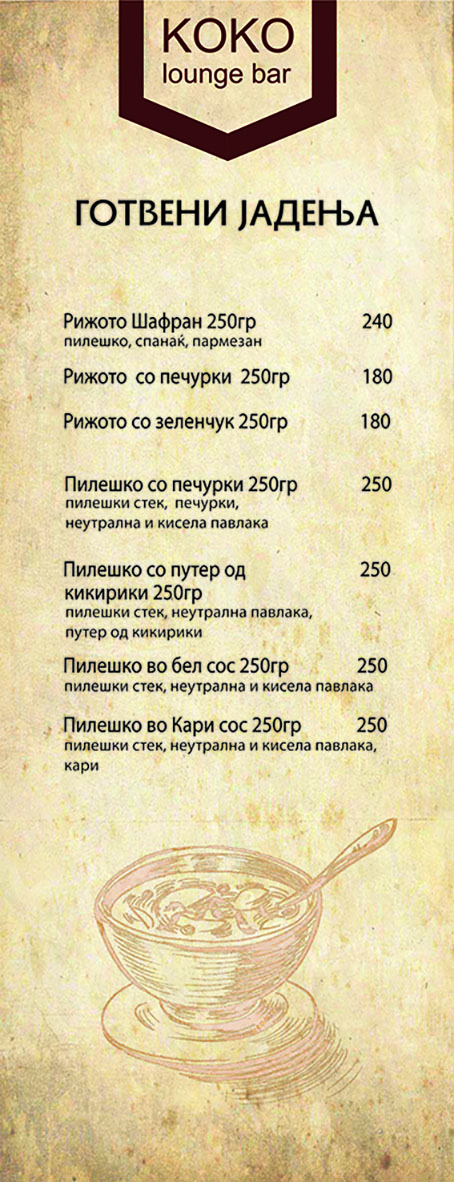 KOKO
lounge bar
ГОТВЕНИ ЈАДЕЊА
Рижото Шафран 250гр 240
пилешко, спанаќ, пармезан
Рижото со печурки 250гр 180
Рижото со зеленчук 250гр 180
Пилешко со печурки 250гр 250
пилешки стек, печурки,
неутрална и кисела павлака
Пилешко со путер од 250
кикирики 250гр
пилешки стек, неутрална павлака,
путер од кикирики
Пилешко во бел сос 250гр 250
пилешки стек, неутрална и кисела павлака
Пилешко во Кари сос 250гр 250
пилешки стек, неутрална и кисела павлака,
кари